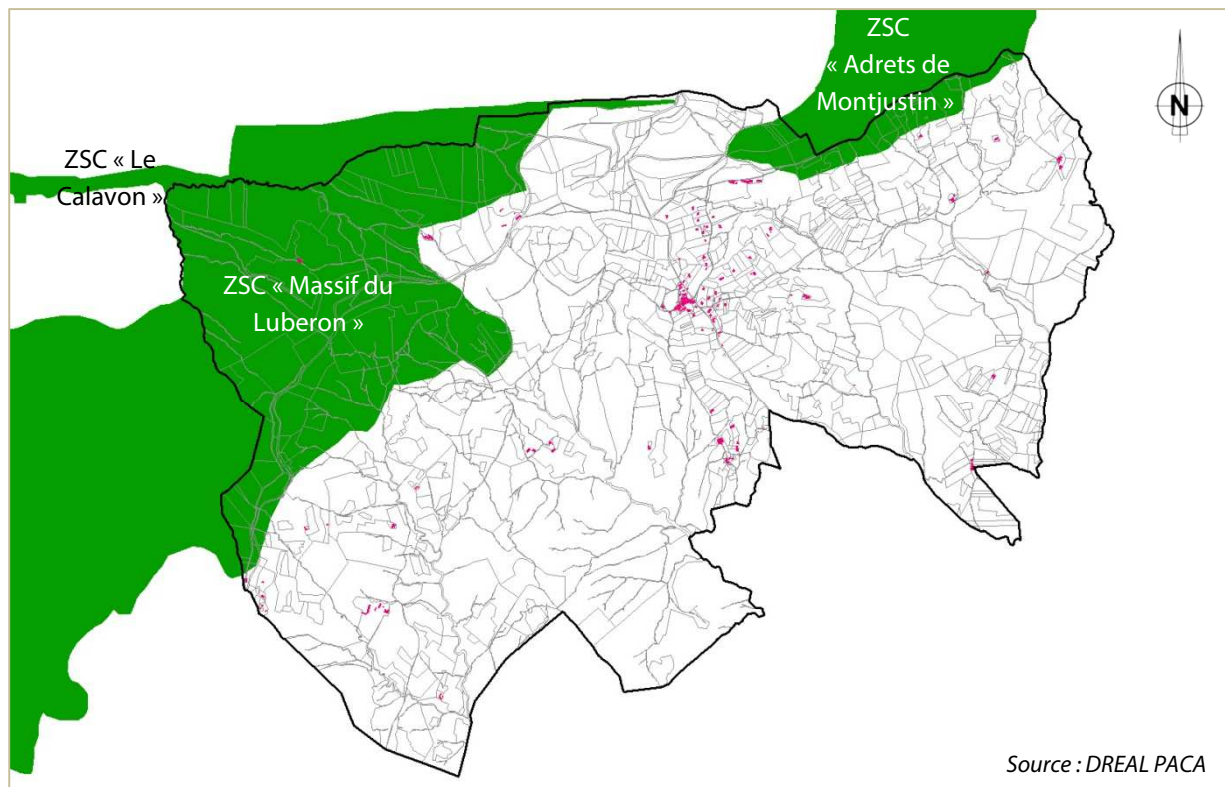 ZSC
« Adrets de
Montjustin »
N
ZSC « Le
Calavon »
ZSC « Massif du
Luberon »
Source : DREAL PACA